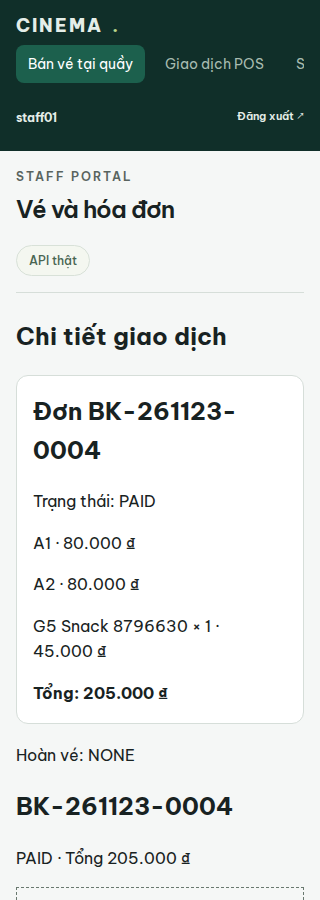 CINEMA .
Bán vé tại quầy Giao dịch POS S
staff01 Đăng xuất ↗
STAFF PORTAL
Vé và hóa đơn
API thật
Chi tiết giao dịch
Đơn BK-261123-
0004
Trạng thái: PAID
A1 · 80.000 ₫
A2 · 80.000 ₫
G5 Snack 8796630 × 1 ·
45.000 ₫
Tổng: 205.000 ₫
Hoàn vé: NONE
BK-261123-0004
PAID · Tổng 205.000 ₫